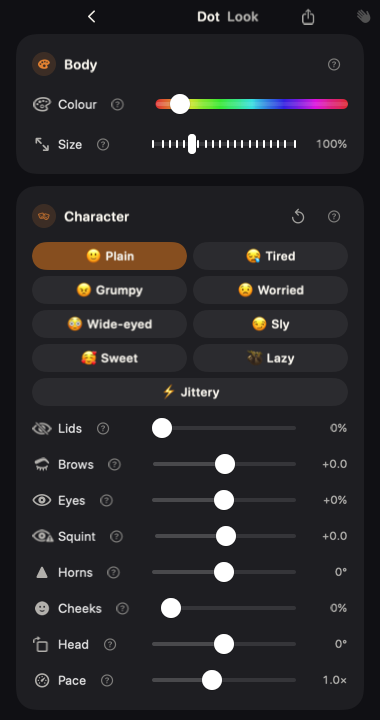 Dot Look
Body
Colour
Size 100%
Character
Plain Tired
Grumpy Worried
Wide-eyed Sly
Sweet Lazy
Jittery
Lids 0%
Brows +0.0
Eyes +0%
Squint +0.0
Horns 0°
Cheeks 0%
Head 0°
Pace 1.0×